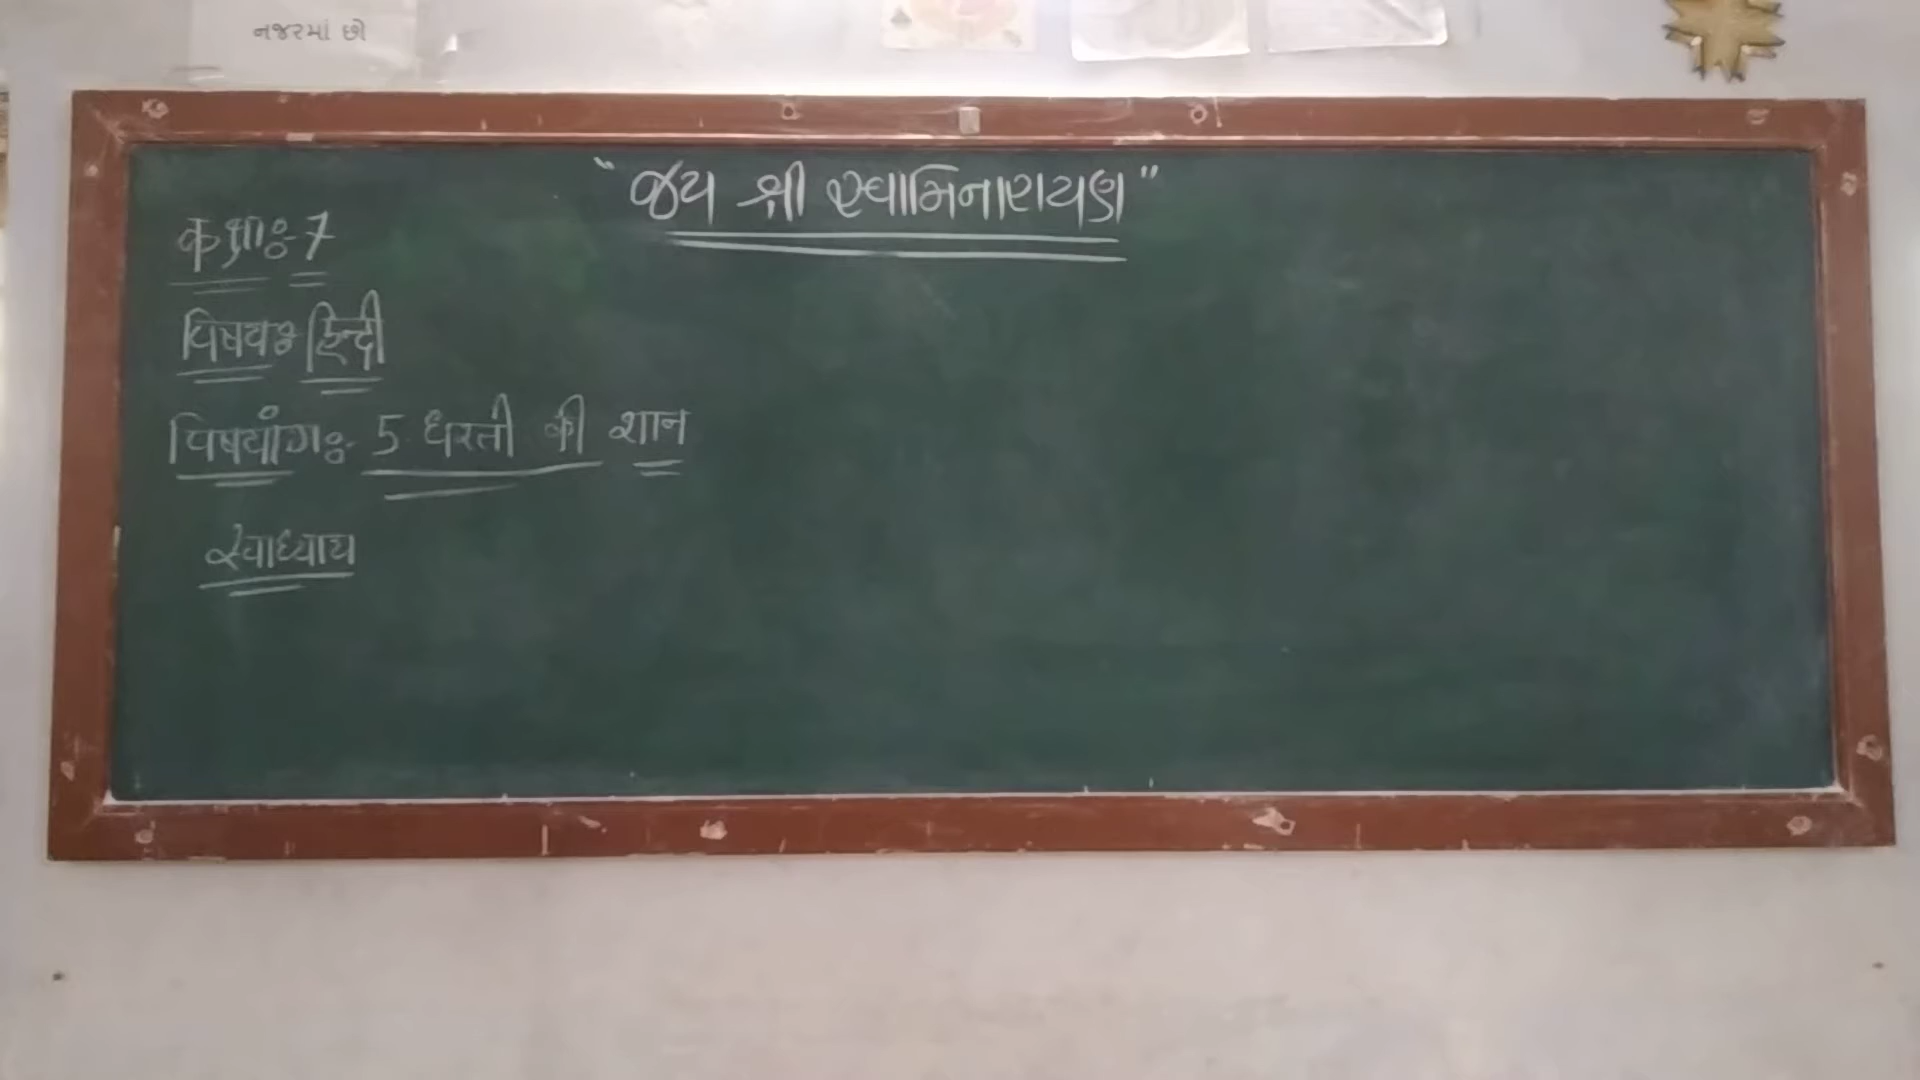 નજરમાં છો
"જય શ્રી સ્વામિનારાયણ"
कक्षाः- 7
विषयः हिन्दी
विषयांगः- 5. धरती की शान
स्वाध्याय